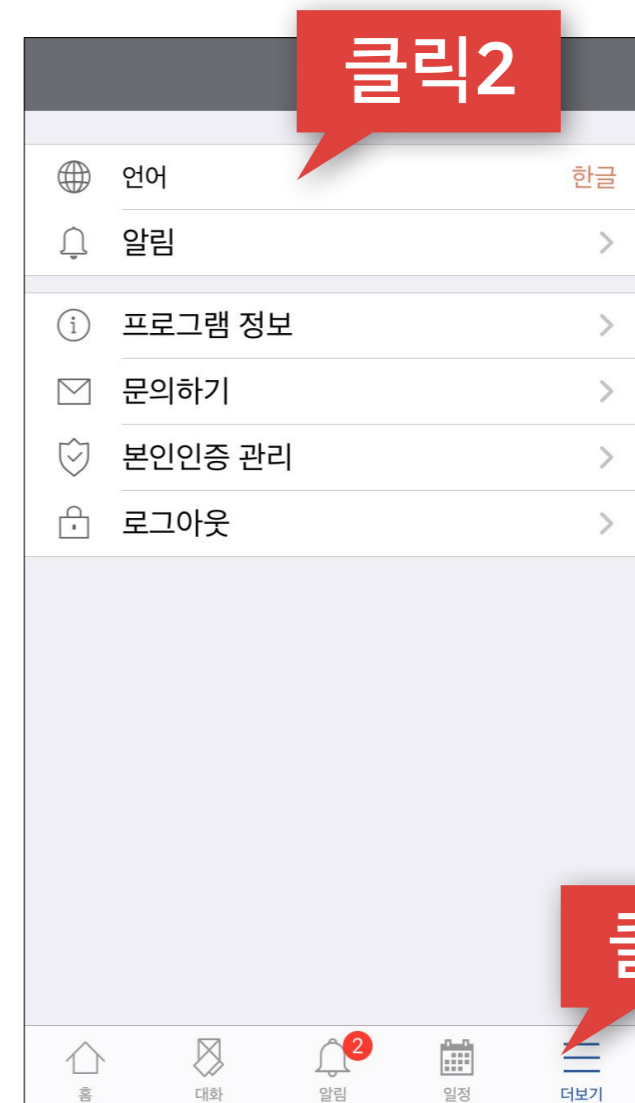 클릭2
언어 한글
알림
프로그램 정보
문의하기
본인인증 관리
로그아웃
2
홈 대화 알림 일정 더보기